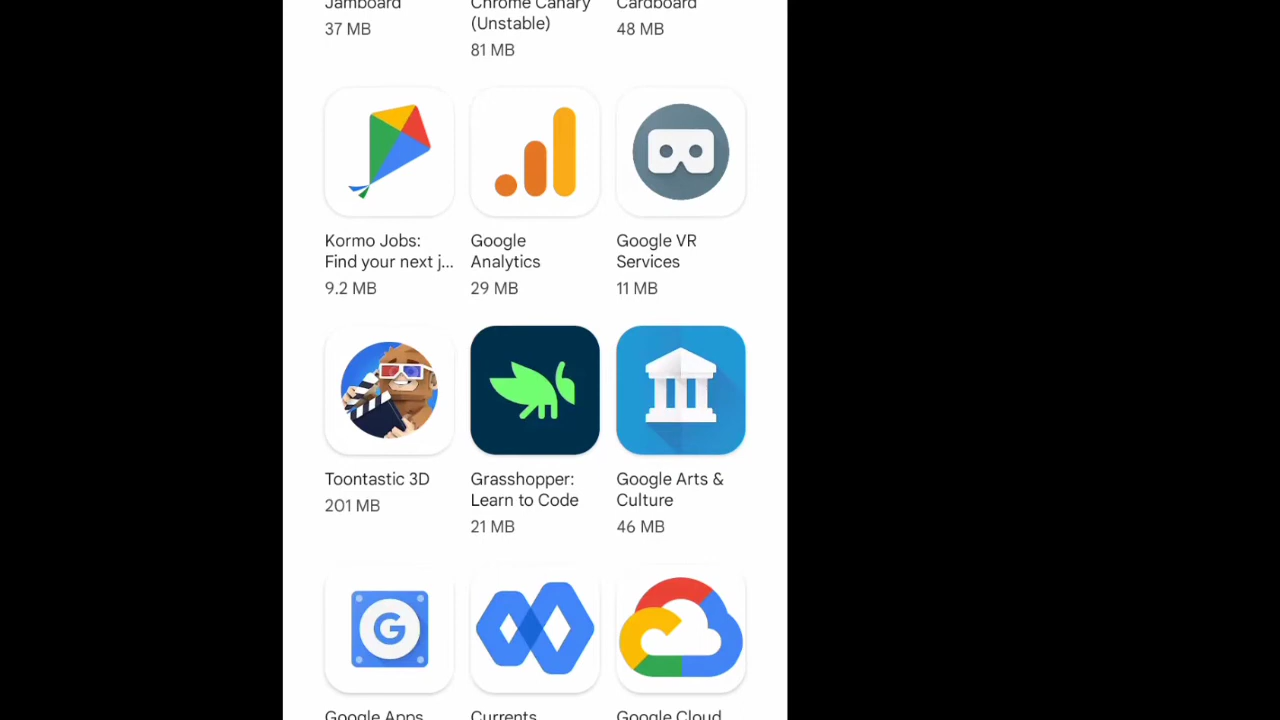 Jamboard
Chrome Canary
Cardboard
37 MB
(Unstable)
48 MB
81 MB
Kormo Jobs:
Find your next j...
9.2 MB
Google
Analytics
29 MB
Google VR
Services
11 MB
Toontastic 3D
201 MB
Grasshopper:
Learn to Code
21 MB
Google Arts &
Culture
46 MB
G
Google Apps
Currents
Google Cloud